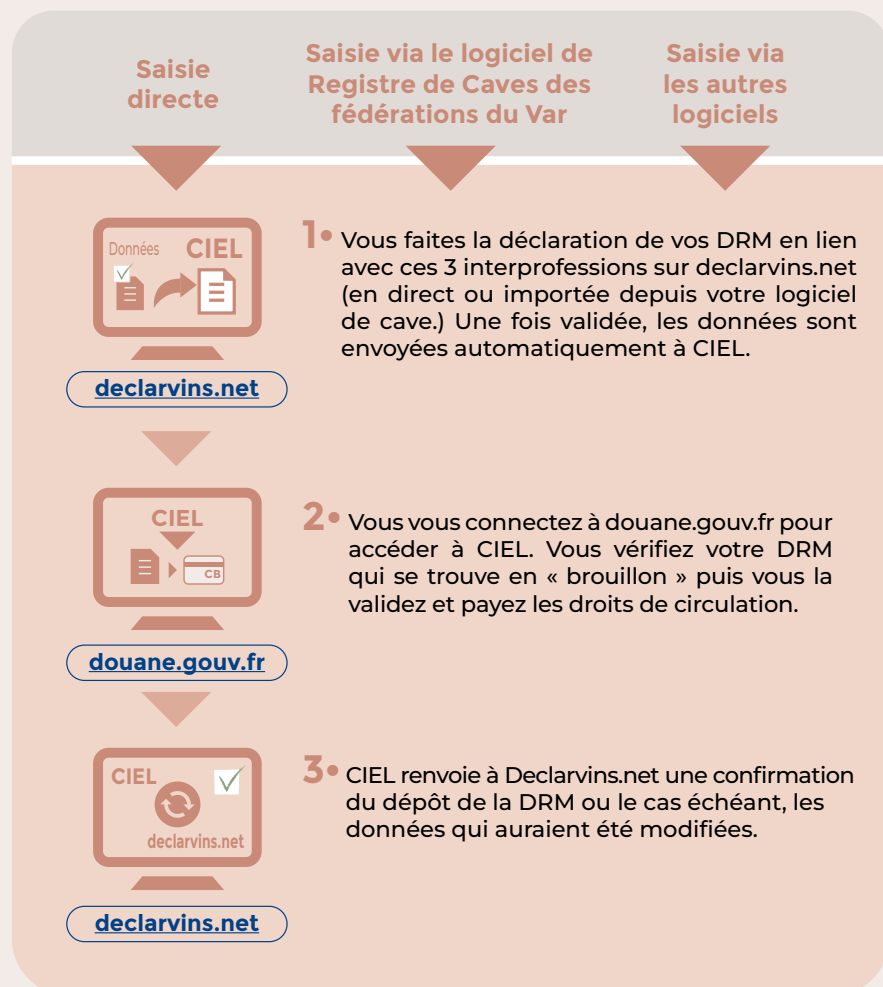 Saisie
directe
Saisie via le logiciel de
Registre de Caves des
fédérations du Var
Saisie via
les autres
logiciels
Données CIEL
declarvins.net
1• Vous faites la déclaration de vos DRM en lien
avec ces 3 interprofessions sur declarvins.net
(en direct ou importée depuis votre logiciel
de cave.) Une fois validée, les données sont
envoyées automatiquement à CIEL.
CIEL
CB
douane.gouv.fr
2• Vous vous connectez à douane.gouv.fr pour
accéder à CIEL. Vous vérifiez votre DRM
qui se trouve en « brouillon » puis vous la
validez et payez les droits de circulation.
CIEL
declarvins.net
declarvins.net
3• CIEL renvoie à Declarvins.net une confirmation
du dépôt de la DRM ou le cas échéant, les
données qui auraient été modifiées.